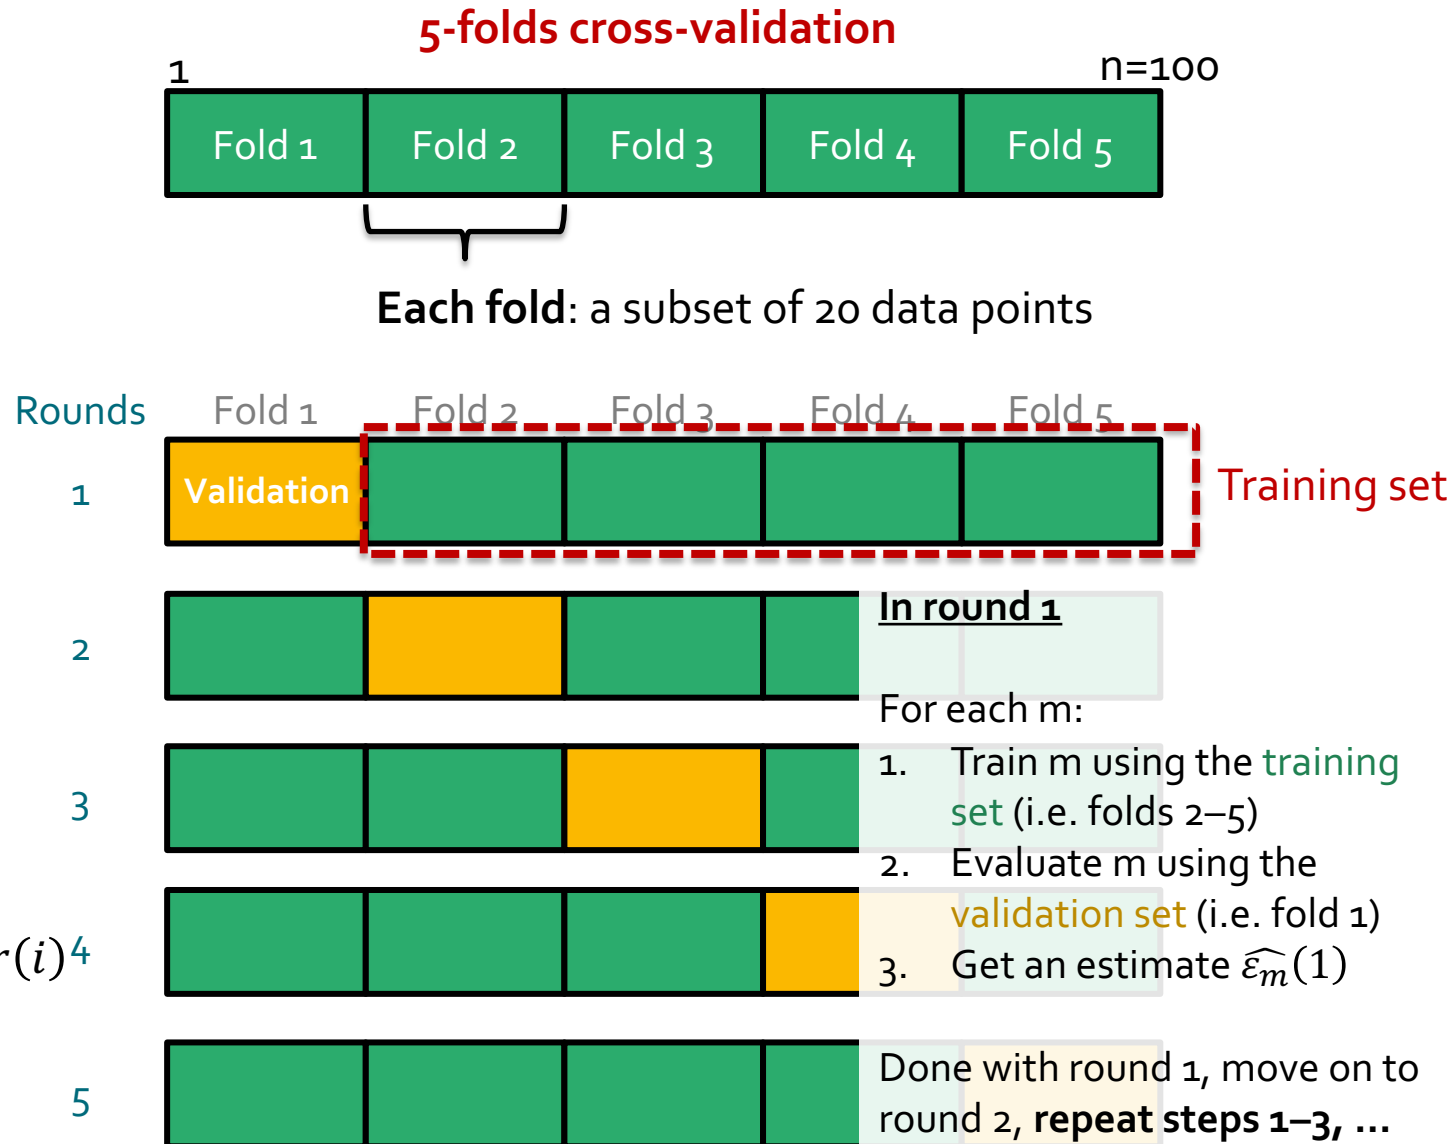 5-folds cross-validation
1 n=100
Fold 1 Fold 2 Fold 3 Fold 4 Fold 5
Each fold: a subset of 20 data points
Rounds Fold 1 Fold 2 Fold 3 Fold 4 Fold 5
1 Validation Training set
2
3
r(i) 4
5
In round 1
For each m:
1. Train m using the training
set (i.e. folds 2–5)
2. Evaluate m using the
validation set (i.e. fold 1)
3. Get an estimate $\widehat{\varepsilon_m}(1)$
Done with round 1, move on to
round 2, repeat steps 1–3, ...